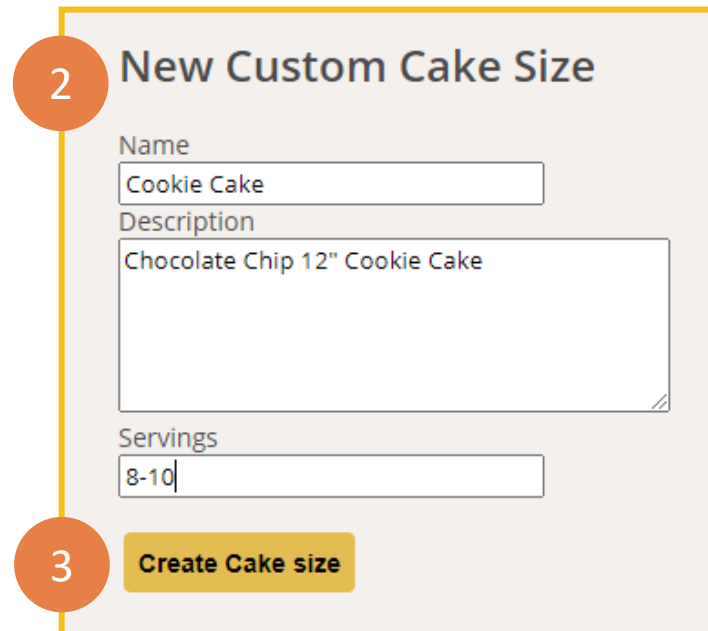 2
New Custom Cake Size
Name
Cookie Cake
Description
Chocolate Chip 12" Cookie Cake
Servings
8-10
3
Create Cake size